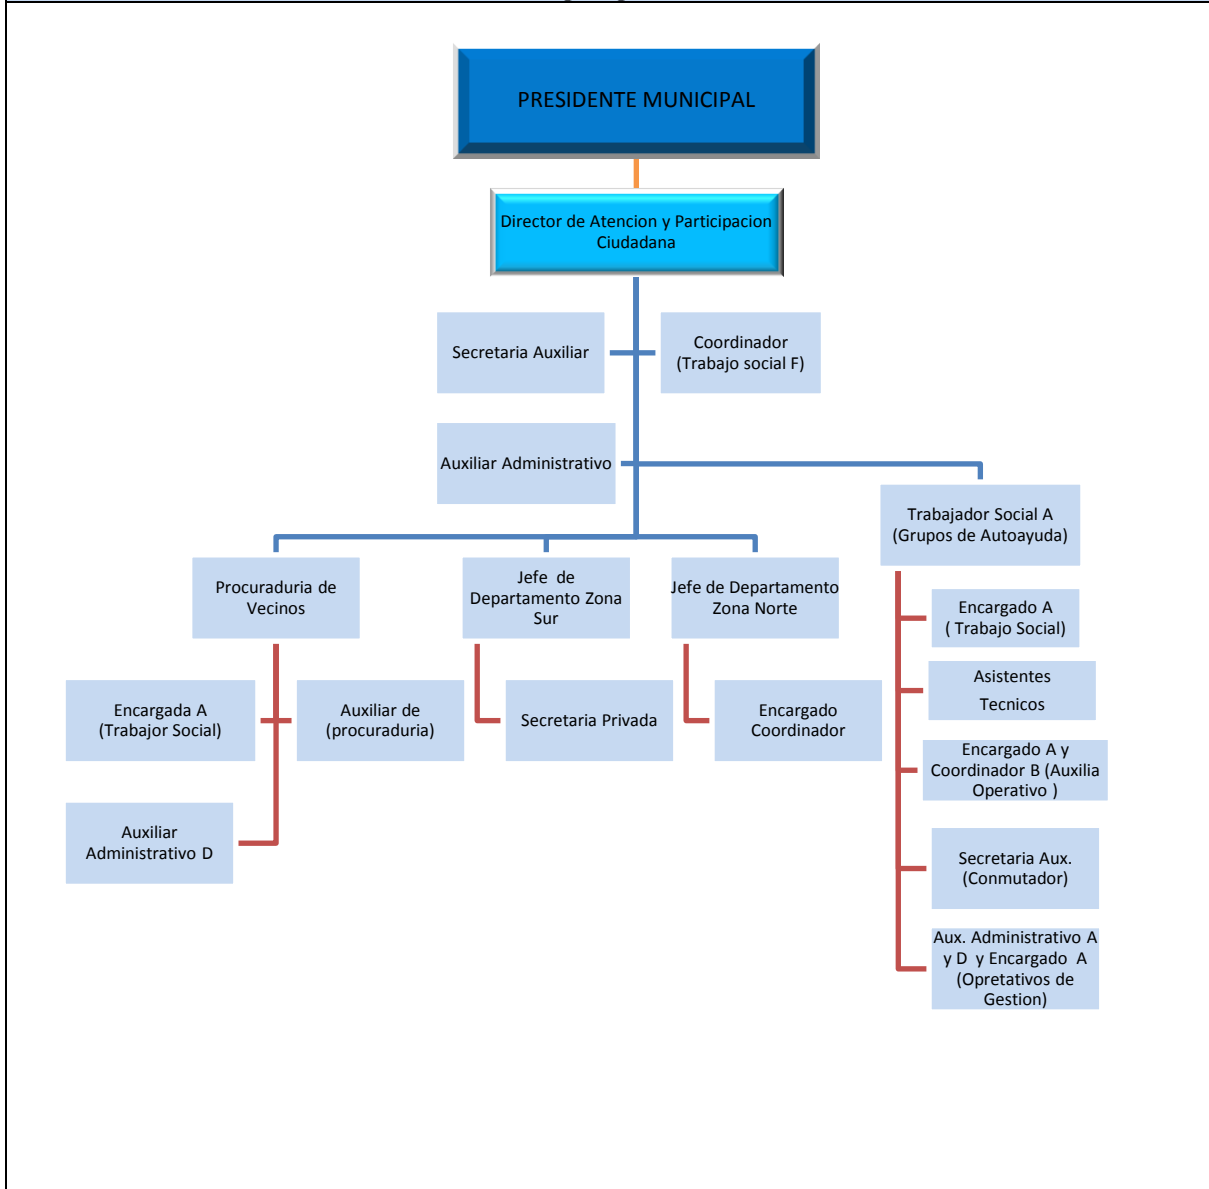 PRESIDENTE MUNICIPAL
Director de Atencion y Participacion
Ciudadana
Secretaria Auxiliar
Coordinador
(Trabajo social F)
Auxiliar Administrativo
Trabajador Social A
(Grupos de Autoayuda)
Procuraduria de
Vecinos
Jefe de
Departamento Zona
Sur
Jefe de Departamento
Zona Norte
Encargado A
( Trabajo Social)
Asistentes
Tecnicos
Encargada A
(Trabajor Social)
Auxiliar de
(procuraduria)
Secretaria Privada
Encargado
Coordinador
Encargado A y
Coordinador B (Auxilia
Operativo )
Auxiliar
Administrativo D
Secretaria Aux.
(Conmutador)
Aux. Administrativo A
y D y Encargado A
(Opretativos de
Gestion)